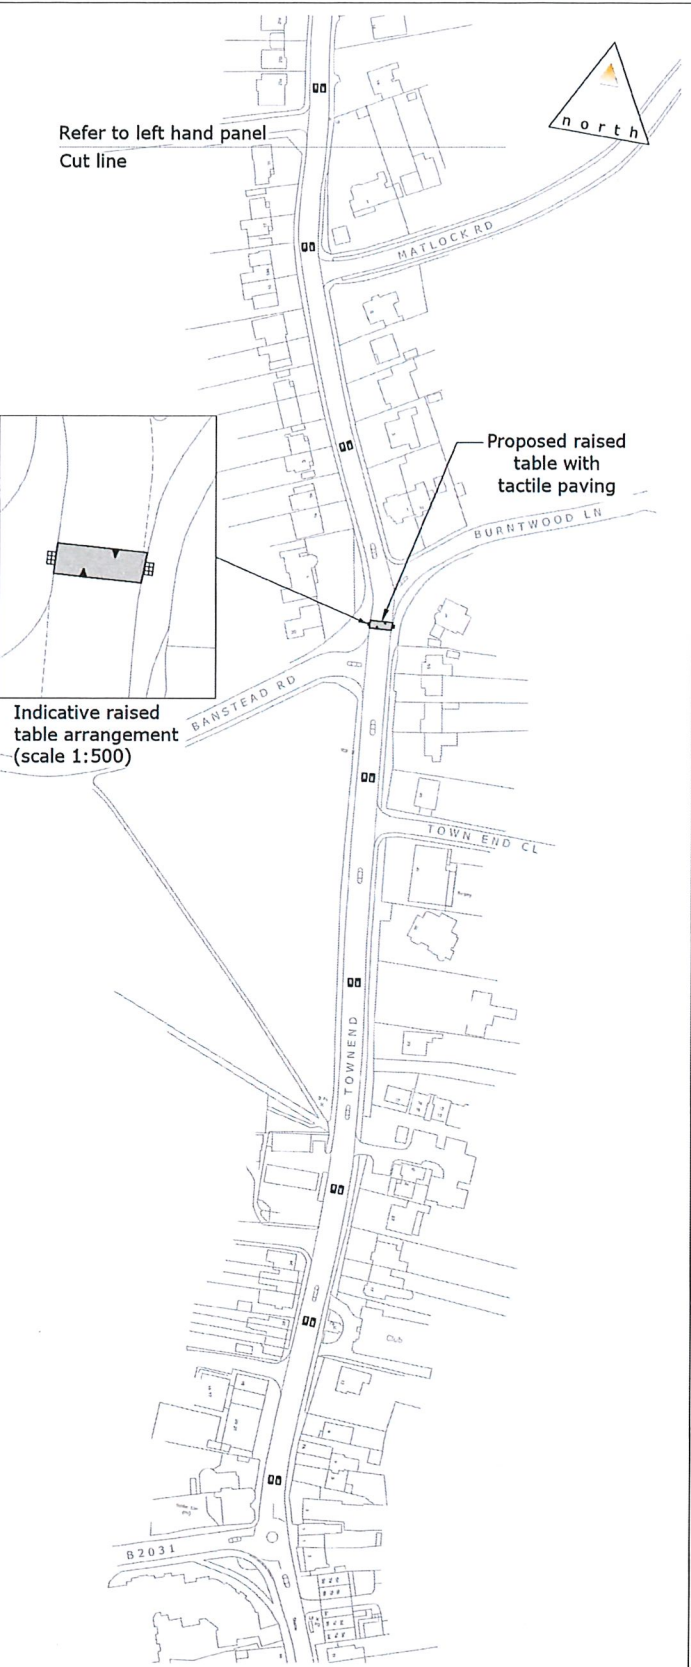 Refer to left hand panel
Cut line
north
MATLOCK RD
Proposed raised
table with
tactile paving
BURNTWOOD LN
BANSTEAD RD
Indicative raised
table arrangement
(scale 1:500)
TOWN END CL
TOWNEND
Club
B2031